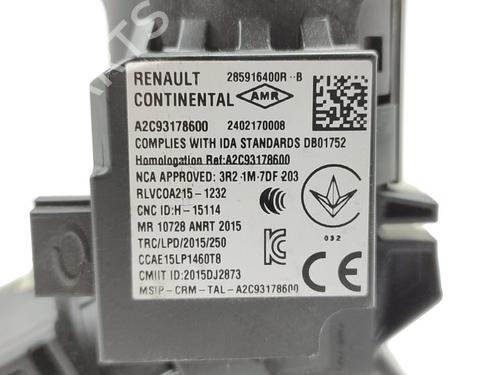 RENAULT 285916400R--B
CONTINENTAL AMR
A2C93178600 2402170008
COMPLIES WITH IDA STANDARDS DB01752
Homologation Ref:A2C93178600
NCA APPROVED: 3R2-1M-7DF-203
RLVCOA215-1232
CNC ID:H-15114
MR 10728 ANRT 2015
032
TRC/LPD/2015/250
CCAE15LP1460T8
CMIIT ID:2015DJ2873
MSIP-CRM-TAL-A2C93178600